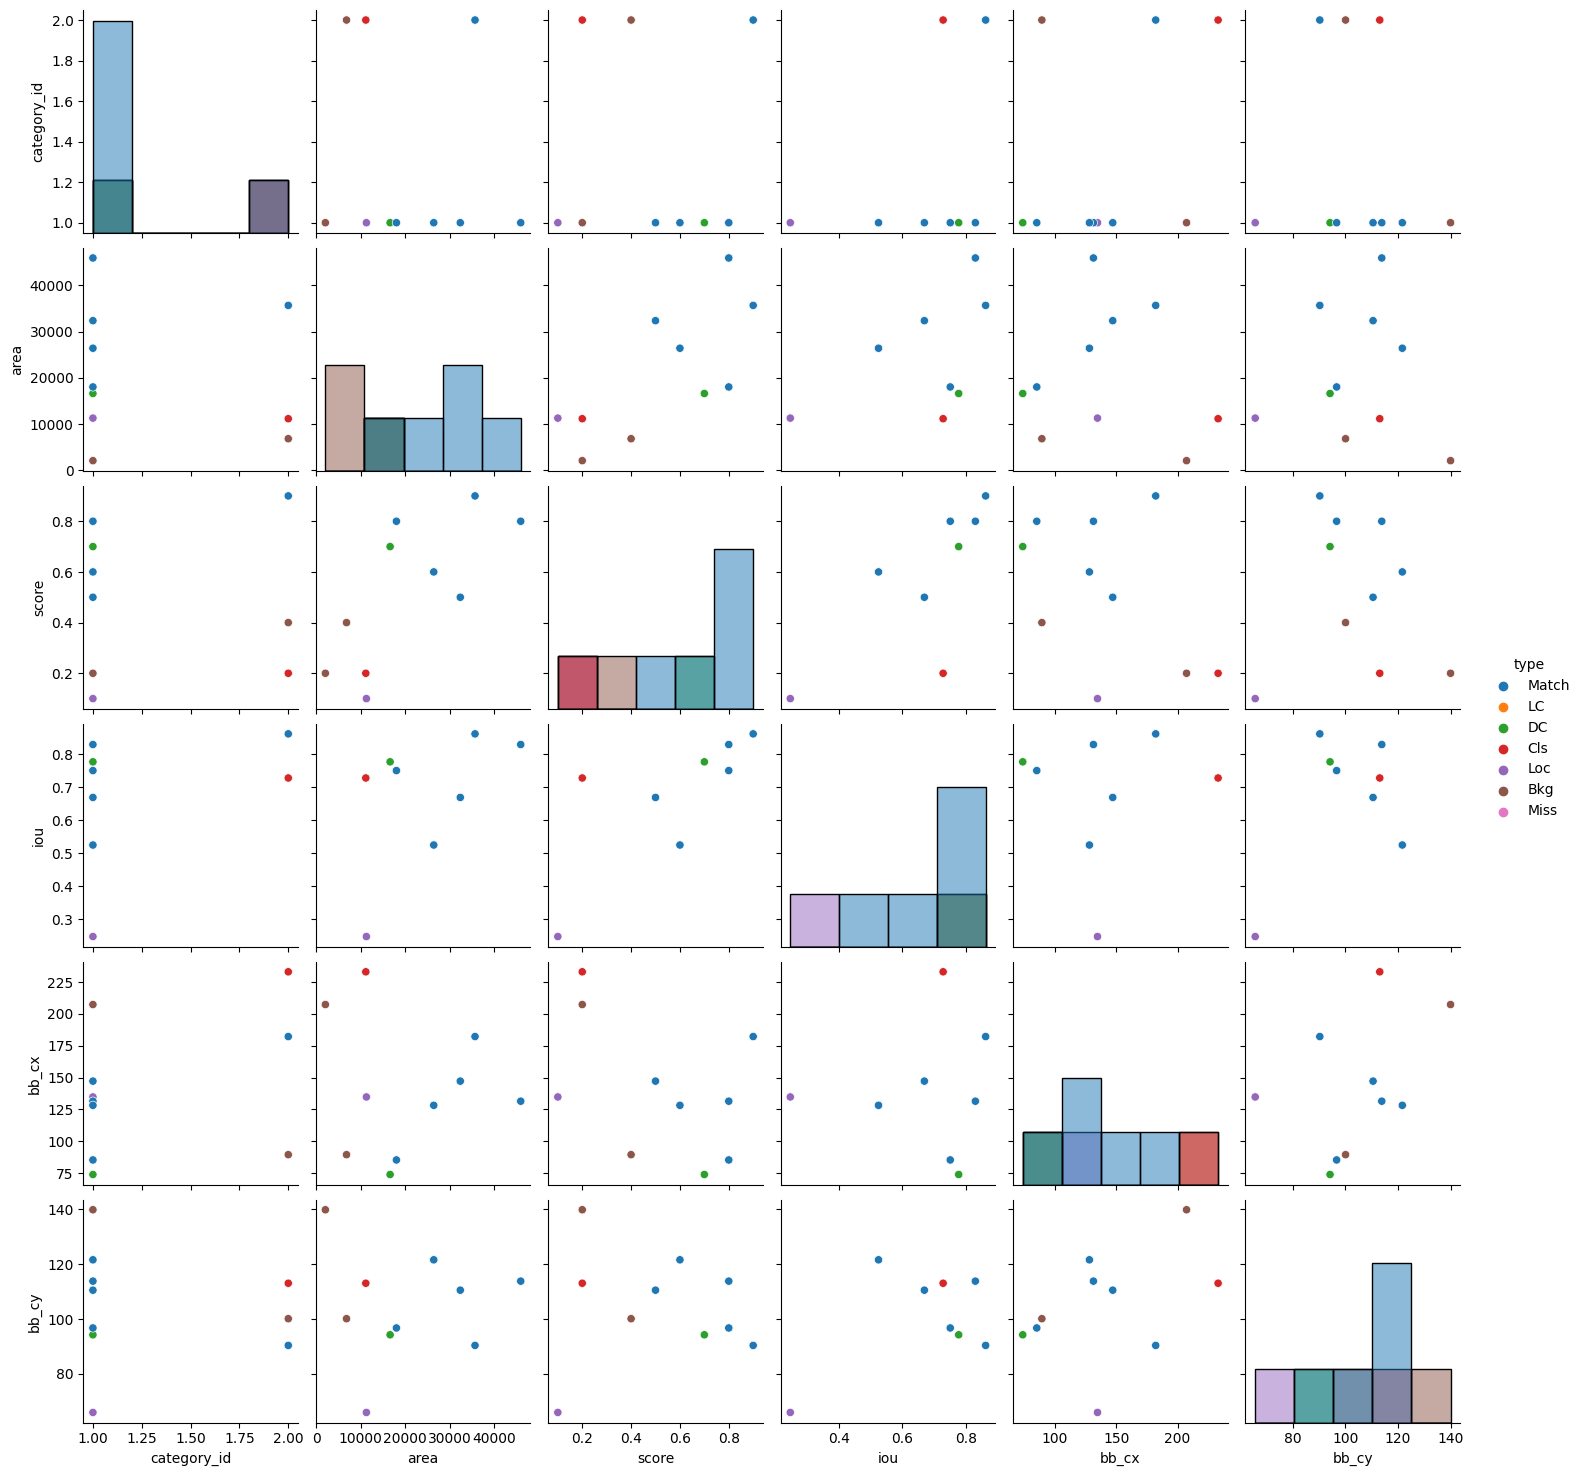 2.0
1.8
1.6
1.4
1.2
1.0
category_id
40000
30000
20000
10000
0
area
0.8
0.6
0.4
0.2
score
type
Match
LC
DC
Cls
Loc
Bkg
Miss
0.8
0.7
0.6
0.5
0.4
0.3
iou
225
200
175
150
125
100
75
bb_cx
140
120
100
80
bb_cy
1.00 1.25 1.50 1.75 2.00
0 10000 20000 30000 40000
0.2 0.4 0.6 0.8
0.4 0.6 0.8
100 150 200
80 100 120 140
category_id area score iou bb_cx bb_cy